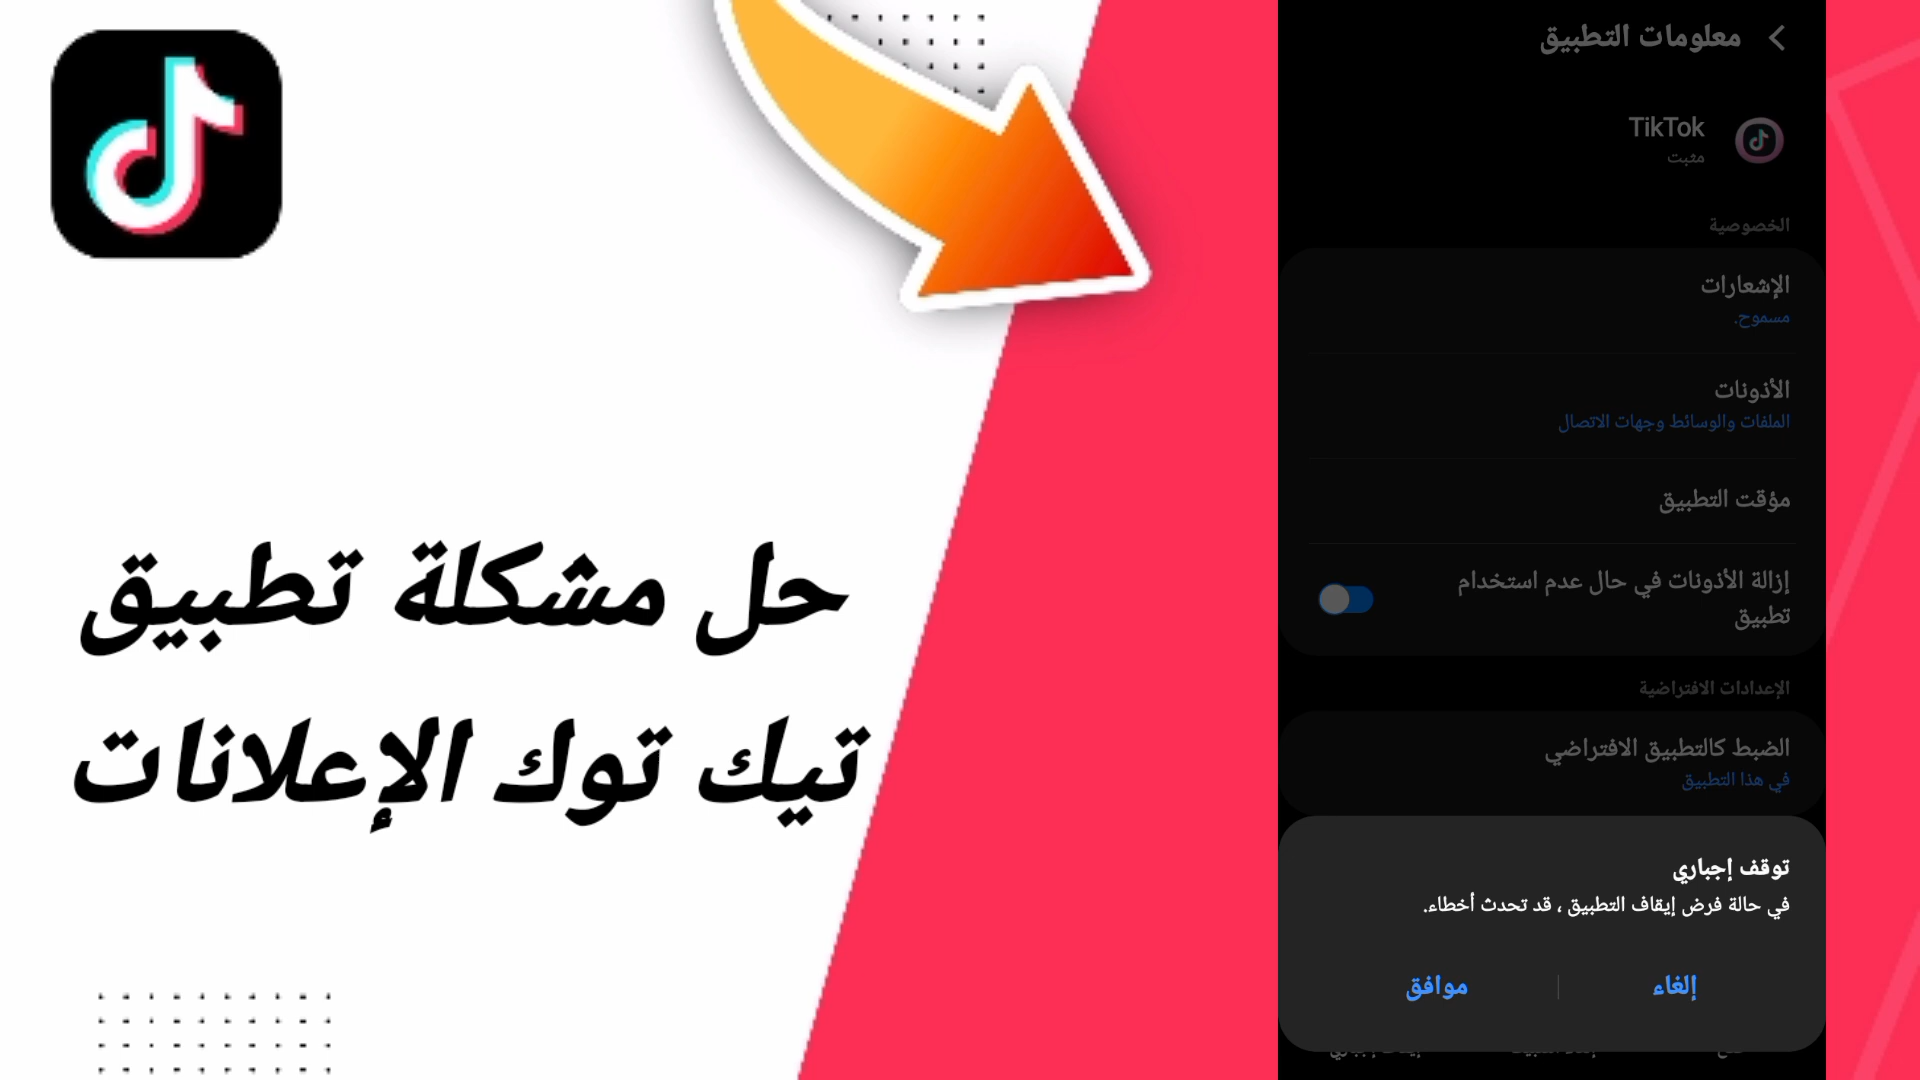 حل مشكلة تطبيق
تيك توك الإعلانات
معلومات التطبيق
TikTok
مثبت
الخصوصية
الإشعارات
مسموح.
الأذونات
الملفات والوسائط وجهات الاتصال
مؤقت التطبيق
إزالة الأذونات في حال عدم استخدام
تطبيق
الإعدادات الافتراضية
الضبط كالتطبيق الافتراضي
في هذا التطبيق
توقف إجباري
في حالة فرض إيقاف التطبيق ، قد تحدث أخطاء.
إلغاء
موافق